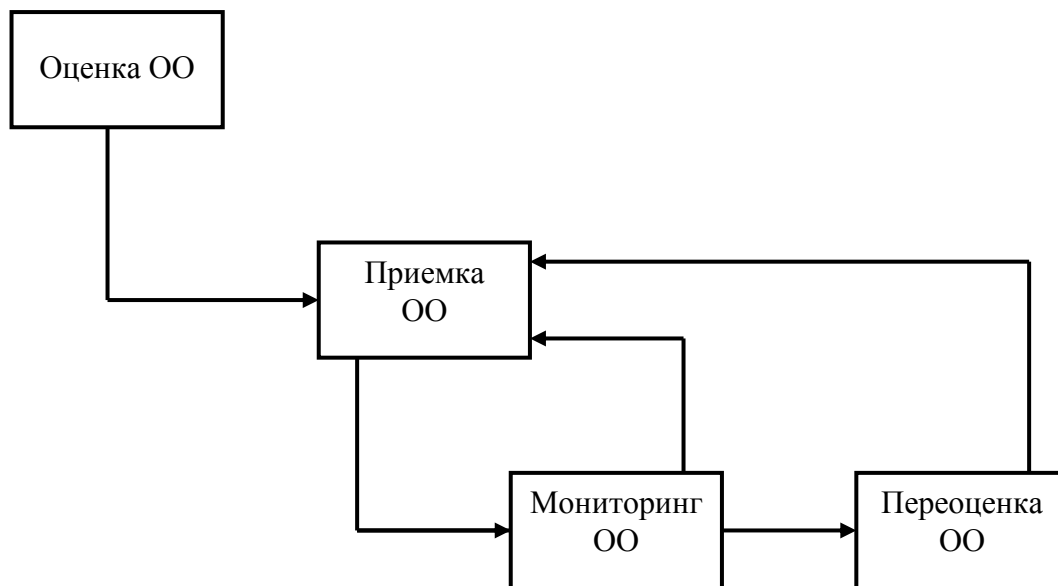 Оценка ОО
Приемка
ОО
Мониторинг
ОО
Переоценка
ОО